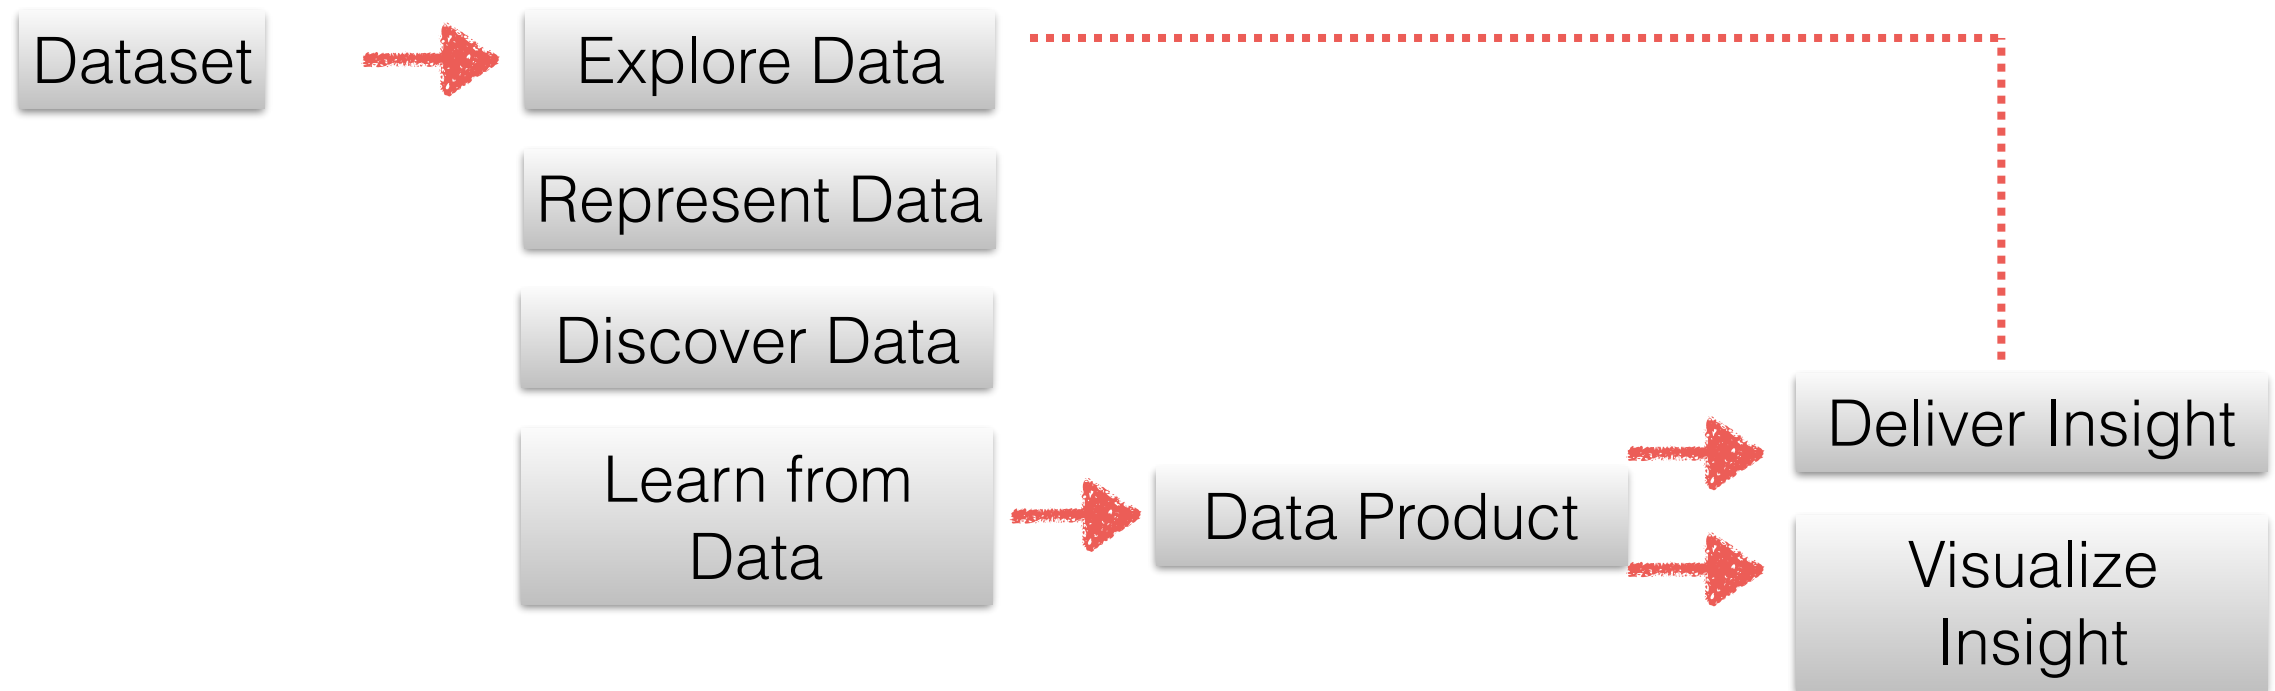 Dataset
Explore Data
Represent Data
Discover Data
Learn from
Data
Data Product
Deliver Insight
Visualize
Insight